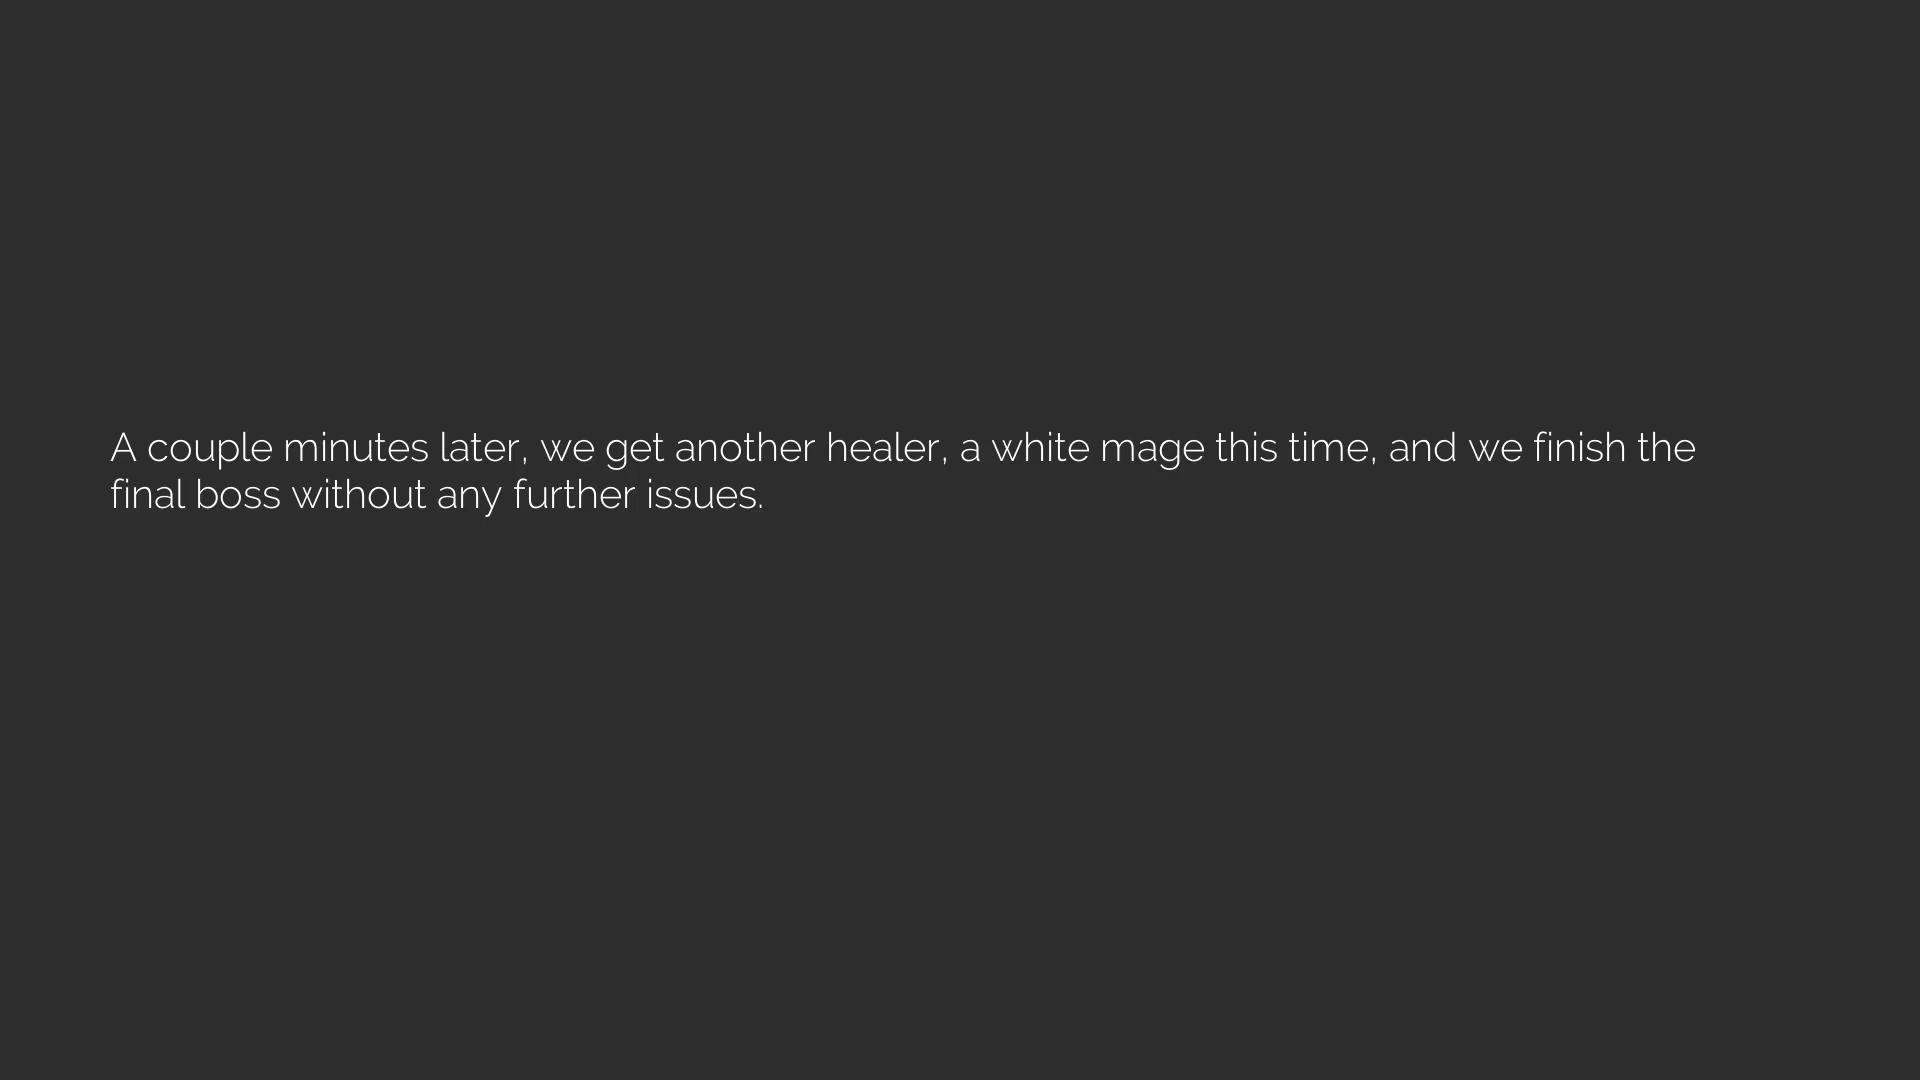 A couple minutes later, we get another healer, a white mage this time, and we finish the
final boss without any further issues.